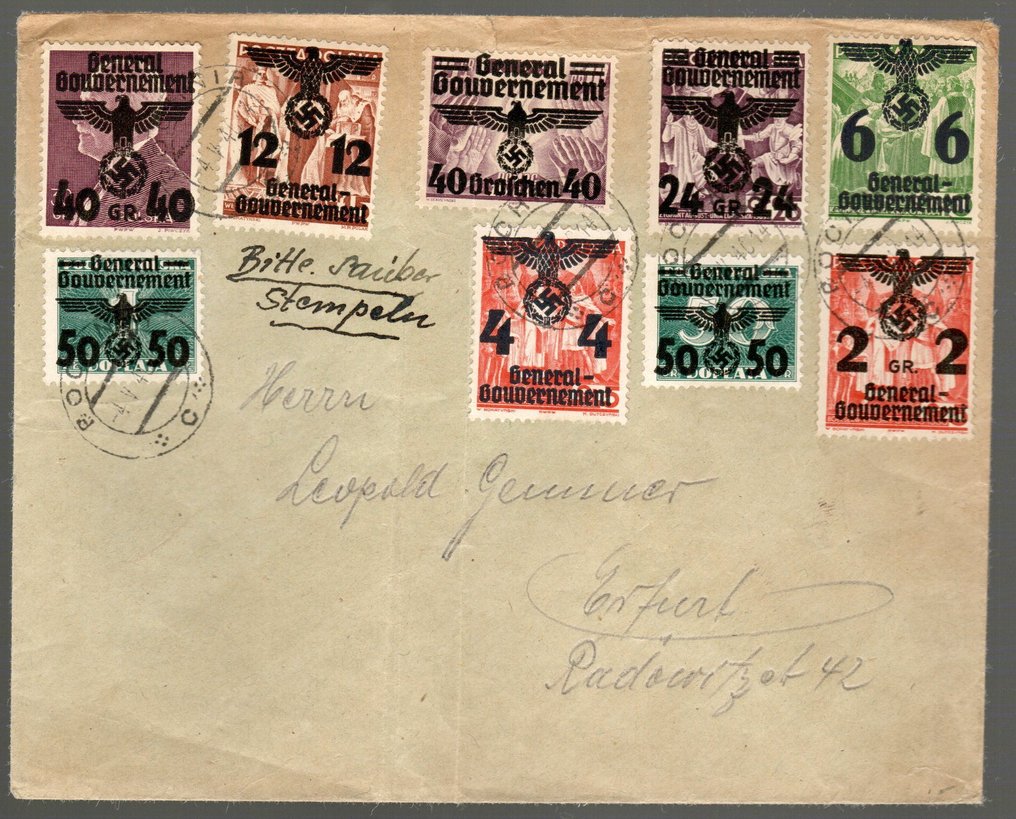 General
Gouvernement
40 GR. 40
12 12
General-
Gouvernement
General
Gouvernement
40 Groschen 40
General
Gouvernement
24 GR. 24
6 6
General-
Gouvernement
General
Gouvernement
50 50
4 4
General-
Gouvernement
General
Gouvernement
50 50
2 GR. 2
General-
Gouvernement
Bitte sauber
Stempeln
Herrn
Leopold Gemmer
Erfurt
Radowitzst 42